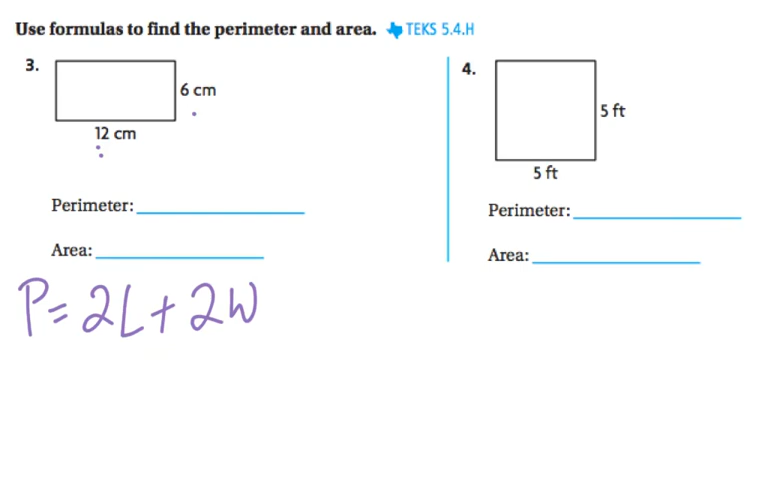 Use formulas to find the perimeter and area. TEKS 5.4.H
3.
6 cm
12 cm
Perimeter:
Area:
4.
5 ft
5 ft
Perimeter:
Area:
P = 2L + 2W